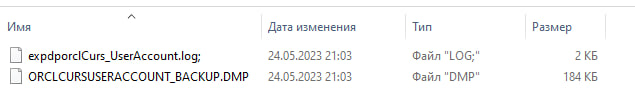 Имя Дата изменения Тип Размер
expdporclCurs_UserAccount.log; 24.05.2023 21:03 Файл "LOG;" 2 КБ
ORCLCURSUSERACCOUNT_BACKUP.DMP 24.05.2023 21:03 Файл "DMP" 184 КБ